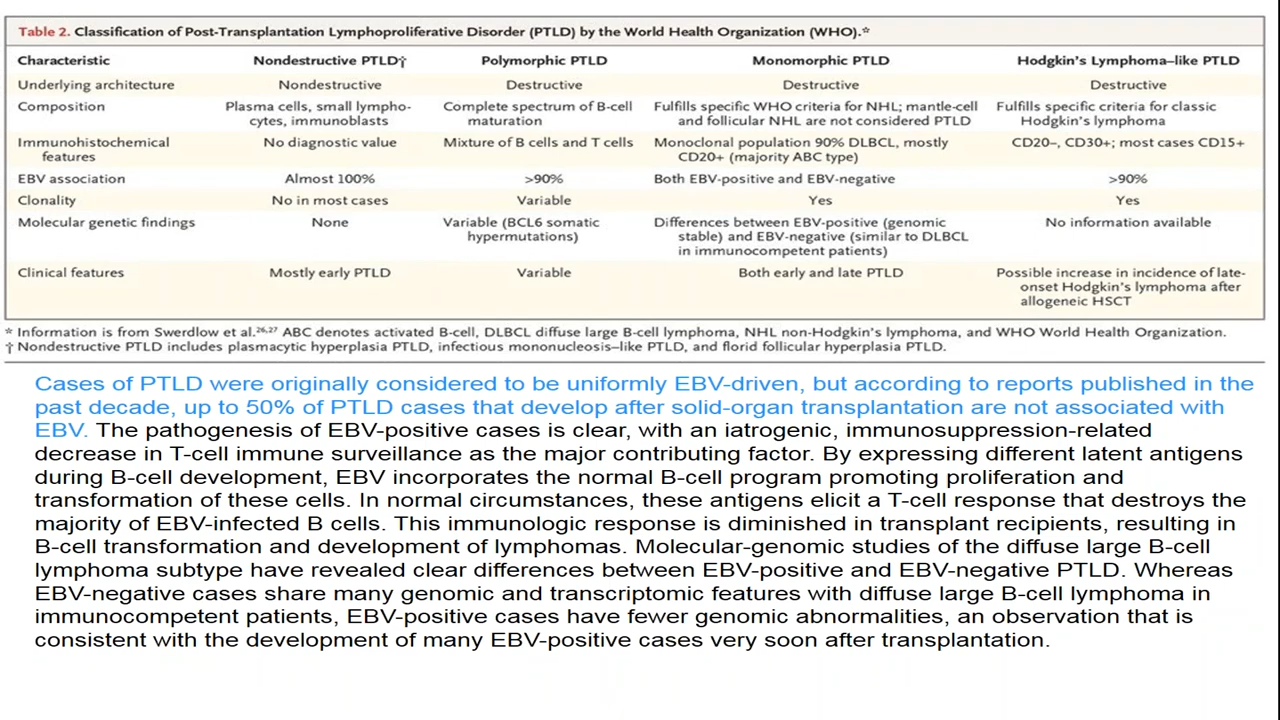 Table 2. Classification of Post-Transplantation Lymphoproliferative Disorder (PTLD) by the World Health Organization (WHO).*
Characteristic Nondestructive PTLD† Polymorphic PTLD Monomorphic PTLD Hodgkin's Lymphoma–like PTLD
Underlying architecture Nondestructive Destructive Destructive Destructive
Composition Plasma cells, small lympho- Complete spectrum of B-cell Fulfills specific WHO criteria for NHL; mantle-cell Fulfills specific criteria for classic
cytes, immunoblasts maturation and follicular NHL are not considered PTLD Hodgkin's lymphoma
Immunohistochemical No diagnostic value Mixture of B cells and T cells Monoclonal population 90% DLBCL, mostly CD20–, CD30+; most cases CD15+
features CD20+ (majority ABC type)
EBV association Almost 100% >90% Both EBV-positive and EBV-negative >90%
Clonality No in most cases Variable Yes Yes
Molecular genetic findings None Variable (BCL6 somatic Differences between EBV-positive (genomic No information available
hypermutations) stable) and EBV-negative (similar to DLBCL
in immunocompetent patients)
Clinical features Mostly early PTLD Variable Both early and late PTLD Possible increase in incidence of late-
onset Hodgkin's lymphoma after
allogeneic HSCT
* Information is from Swerdlow et al.26,27 ABC denotes activated B-cell, DLBCL diffuse large B-cell lymphoma, NHL non-Hodgkin's lymphoma, and WHO World Health Organization.
† Nondestructive PTLD includes plasmacytic hyperplasia PTLD, infectious mononucleosis–like PTLD, and florid follicular hyperplasia PTLD.
Cases of PTLD were originally considered to be uniformly EBV-driven, but according to reports published in the
past decade, up to 50% of PTLD cases that develop after solid-organ transplantation are not associated with
EBV. The pathogenesis of EBV-positive cases is clear, with an iatrogenic, immunosuppression-related
decrease in T-cell immune surveillance as the major contributing factor. By expressing different latent antigens
during B-cell development, EBV incorporates the normal B-cell program promoting proliferation and
transformation of these cells. In normal circumstances, these antigens elicit a T-cell response that destroys the
majority of EBV-infected B cells. This immunologic response is diminished in transplant recipients, resulting in
B-cell transformation and development of lymphomas. Molecular-genomic studies of the diffuse large B-cell
lymphoma subtype have revealed clear differences between EBV-positive and EBV-negative PTLD. Whereas
EBV-negative cases share many genomic and transcriptomic features with diffuse large B-cell lymphoma in
immunocompetent patients, EBV-positive cases have fewer genomic abnormalities, an observation that is
consistent with the development of many EBV-positive cases very soon after transplantation.